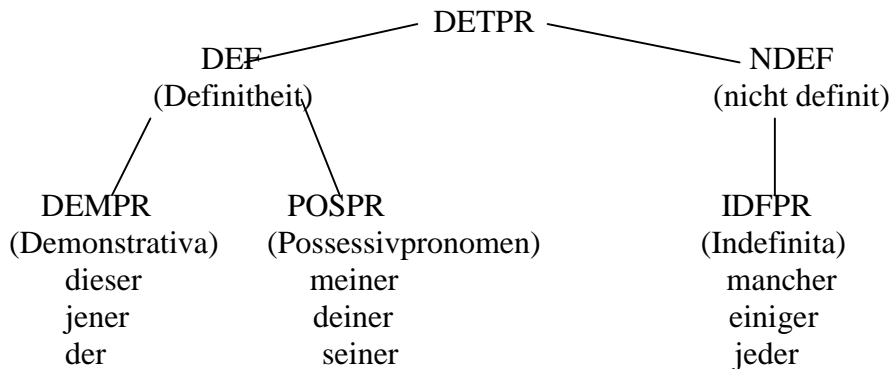 DETPR
DEF NDEF
(Definitheit) (nicht definit)
DEMPR POSPR IDFPR
(Demonstrativa) (Possessivpronomen) (Indefinita)
dieser meiner mancher
jener deiner einiger
der seiner jeder